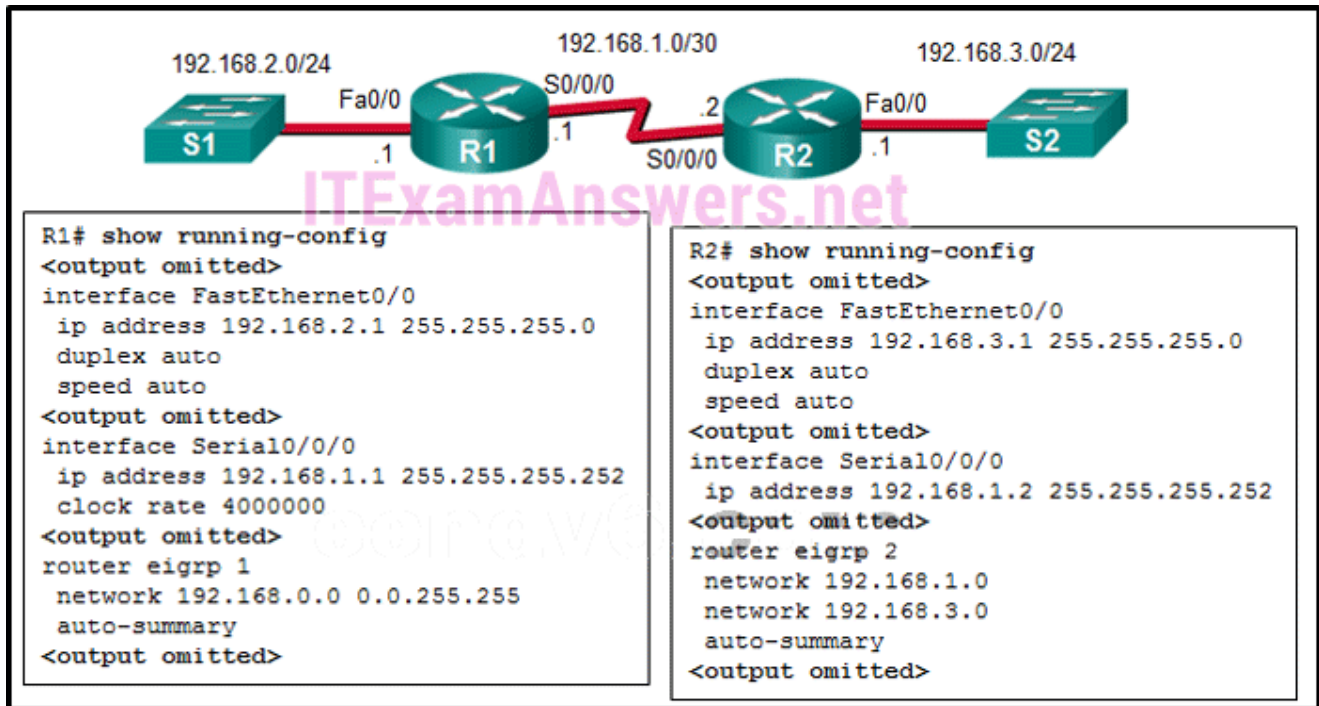 192.168.2.0/24
192.168.1.0/30
192.168.3.0/24
Fa0/0
S0/0/0
.2
Fa0/0
S1
.1
R1
.1
S0/0/0
R2
.1
S2
ITExamAnswers.net
R1# show running-config
<output omitted>
interface FastEthernet0/0
ip address 192.168.2.1 255.255.255.0
duplex auto
speed auto
<output omitted>
interface Serial0/0/0
ip address 192.168.1.1 255.255.255.252
clock rate 4000000
<output omitted>
router eigrp 1
network 192.168.0.0 0.0.255.255
auto-summary
<output omitted>
R2# show running-config
<output omitted>
interface FastEthernet0/0
ip address 192.168.3.1 255.255.255.0
duplex auto
speed auto
<output omitted>
interface Serial0/0/0
ip address 192.168.1.2 255.255.255.252
<output omitted>
router eigrp 2
network 192.168.1.0
network 192.168.3.0
auto-summary
<output omitted>